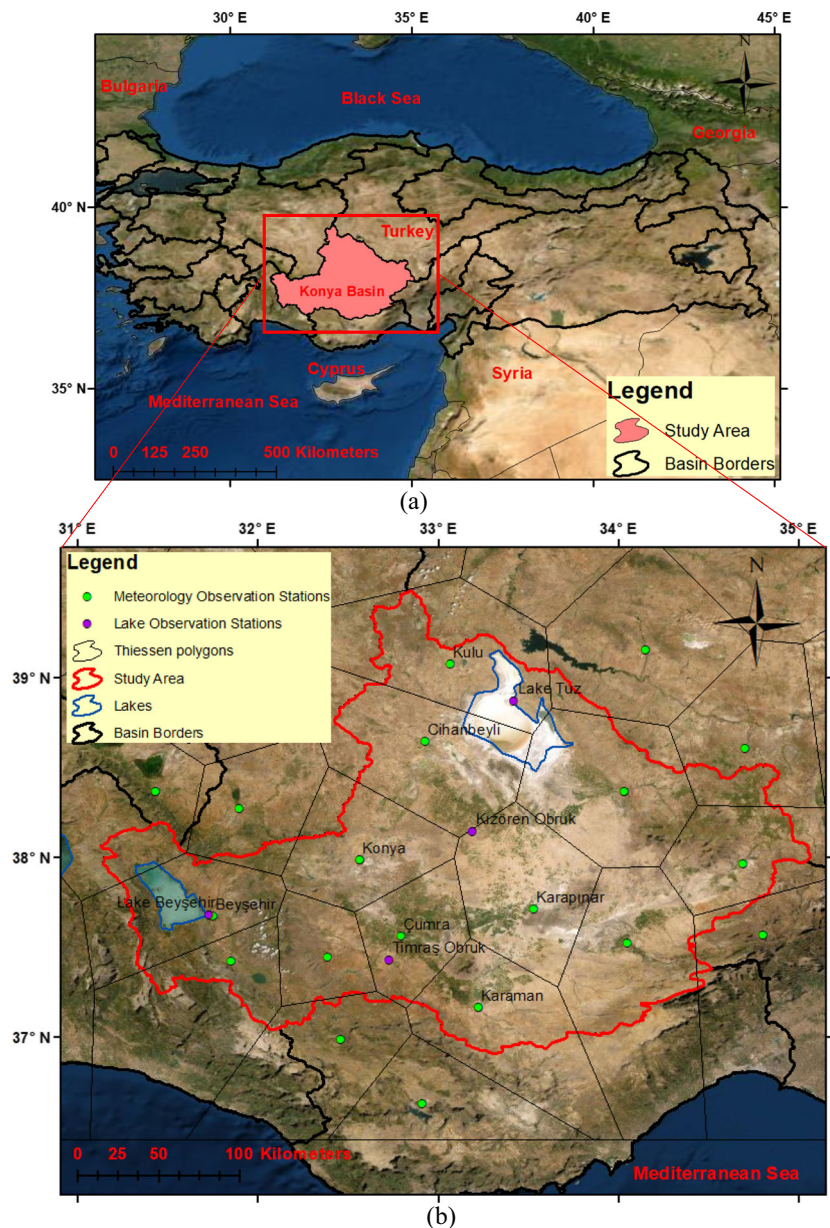 30° E
35° E
40° E
45° E
N
Bulgaria
Black Sea
Georgia
40° N
Turkey
Konya Basin
35° N
Cyprus
Syria
Mediterranean Sea
Legend
Study Area
Basin Borders
0 125 250 500 Kilometers
(a)
31° E
32° E
33° E
34° E
35° E
Legend
Meteorology Observation Stations
Lake Observation Stations
Thiessen polygons
Study Area
Lakes
Basin Borders
N
39° N
Kulu
Lake Tuz
Cihanbeyli
Kızören Obruk
38° N
Konya
Karapınar
Lake Beyşehir
Beyşehir
Çumra
Timraş Obruk
Karaman
37° N
0 25 50 100 Kilometers
Mediterranean Sea
(b)